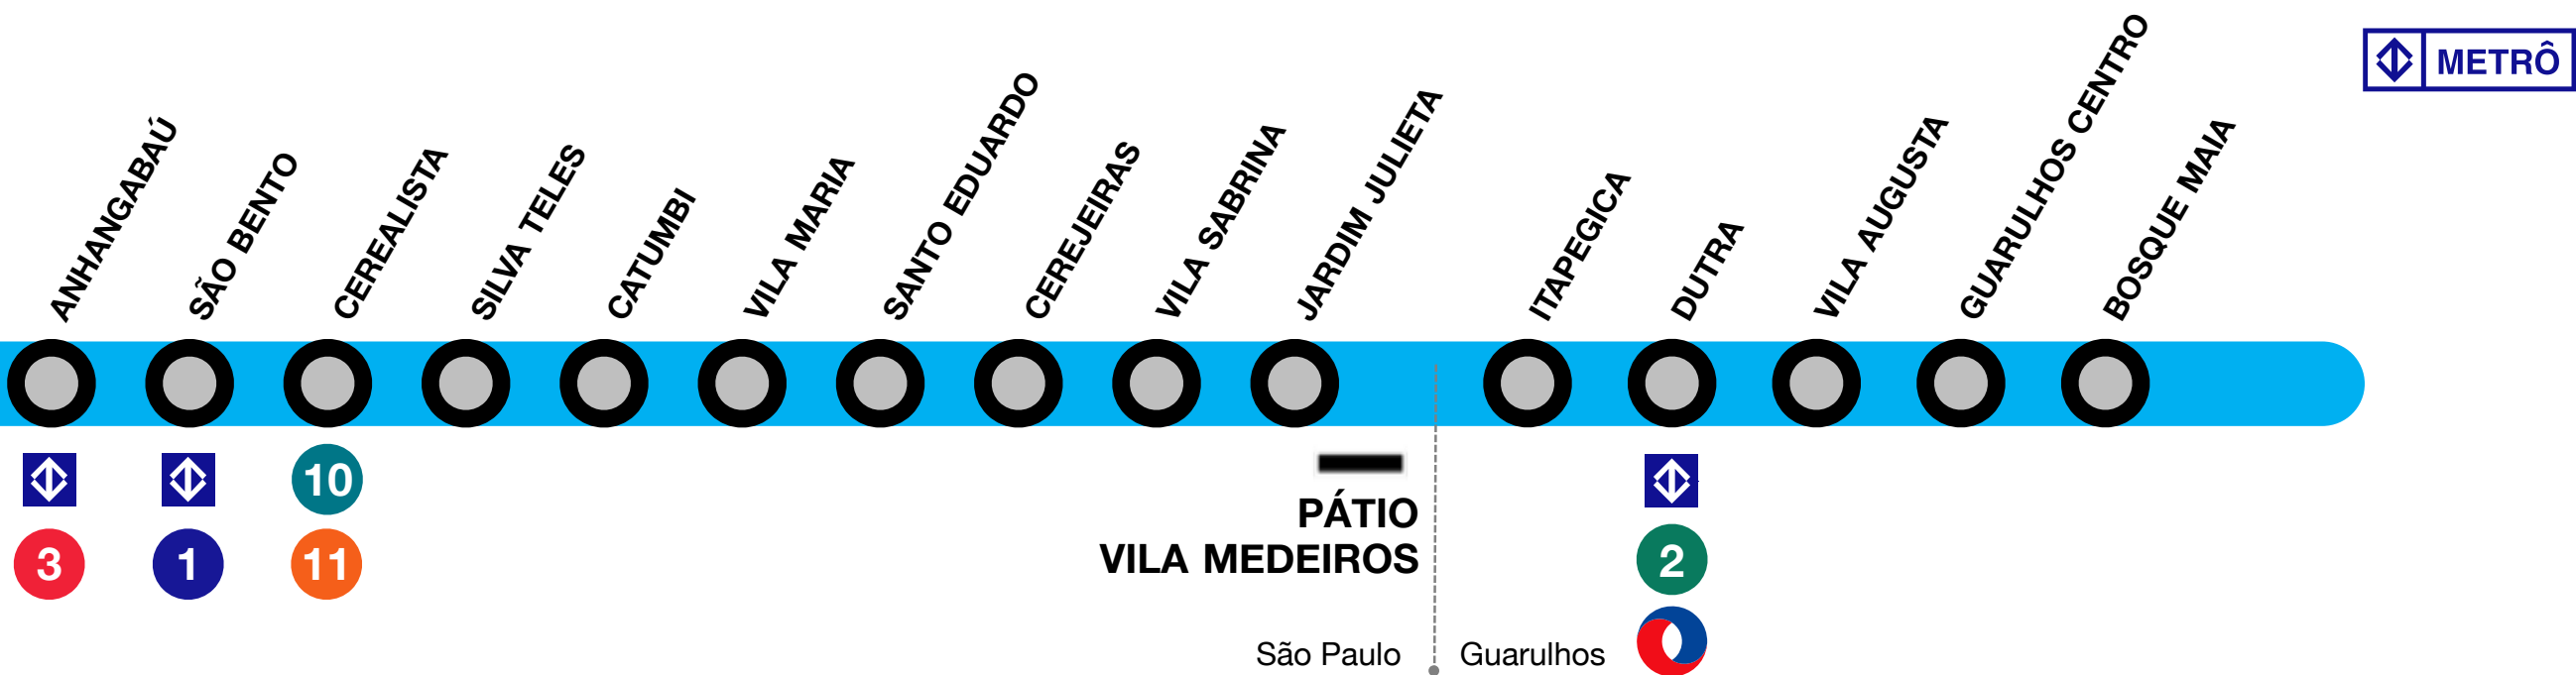 METRÔ
ANHANGABAÚ
SÃO BENTO
CEREALISTA
SILVA TELES
CATUMBI
VILA MARIA
SANTO EDUARDO
CEREJEIRAS
VILA SABRINA
JARDIM JULIETA
ITAPEGICA
DUTRA
VILA AUGUSTA
GUARULHOS CENTRO
BOSQUE MAIA
10
3
1
11
PÁTIO
VILA MEDEIROS
2
São Paulo
Guarulhos